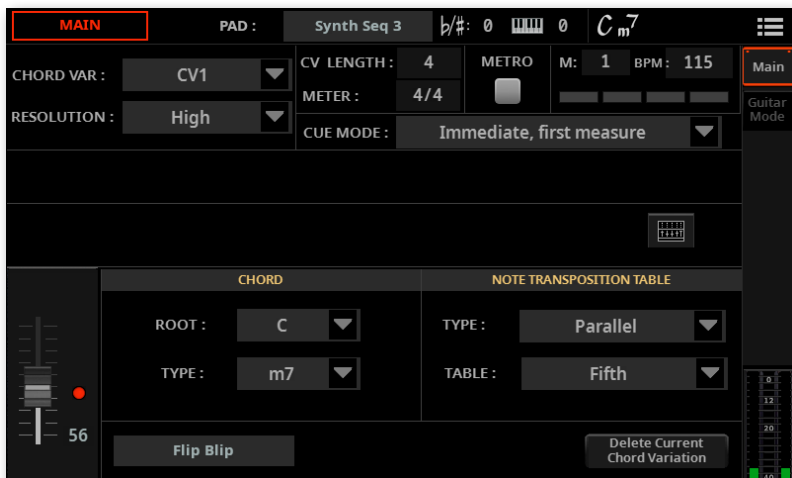 MAIN PAD : Synth Seq 3 b/#: 0 0 C m7
CHORD VAR : CV1
RESOLUTION : High
CV LENGTH : 4
METER : 4/4
METRO
M: 1 BPM : 115
CUE MODE : Immediate, first measure
Main
Guitar
Mode
CHORD
ROOT : C
TYPE : m7
NOTE TRANSPOSITION TABLE
TYPE : Parallel
TABLE : Fifth
56
Flip Blip
Delete Current
Chord Variation
0
12
20
40